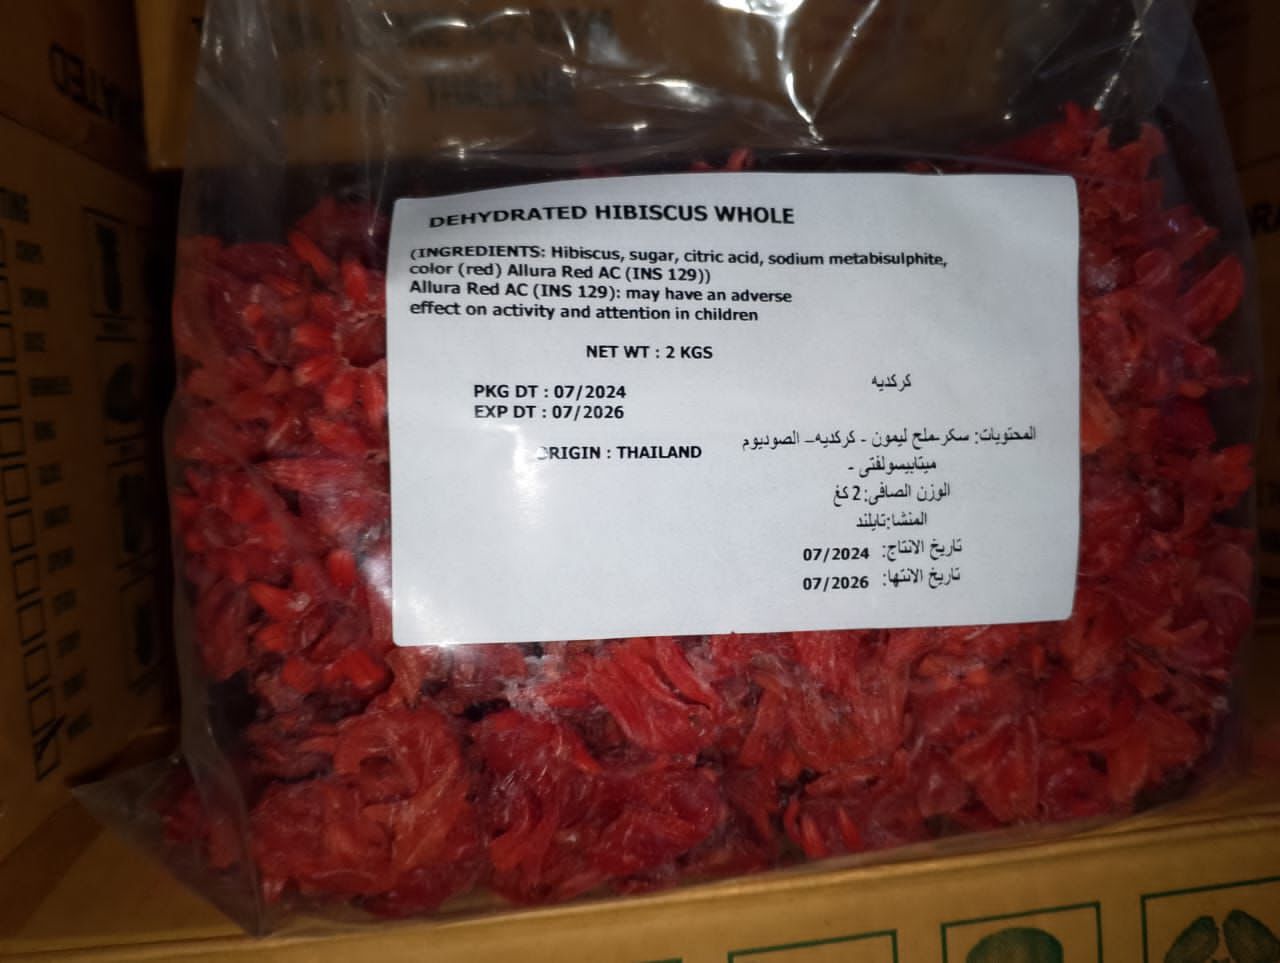 DEHYDRATED HIBISCUS WHOLE
(INGREDIENTS: Hibiscus, sugar, citric acid, sodium metabisulphite,
color (red) Allura Red AC (INS 129))
Allura Red AC (INS 129): may have an adverse
effect on activity and attention in children
NET WT : 2 KGS
PKG DT : 07/2024
EXP DT : 07/2026
ORIGIN : THAILAND
كركديه
المحتويات: سكر-ملح ليمون - كركديه- الصوديوم
ميتابيسولفتى -
الوزن الصافى:2 كغ
المنشا:تايلند
تاريخ الانتاج: 07/2024
تاريخ الانتها: 07/2026